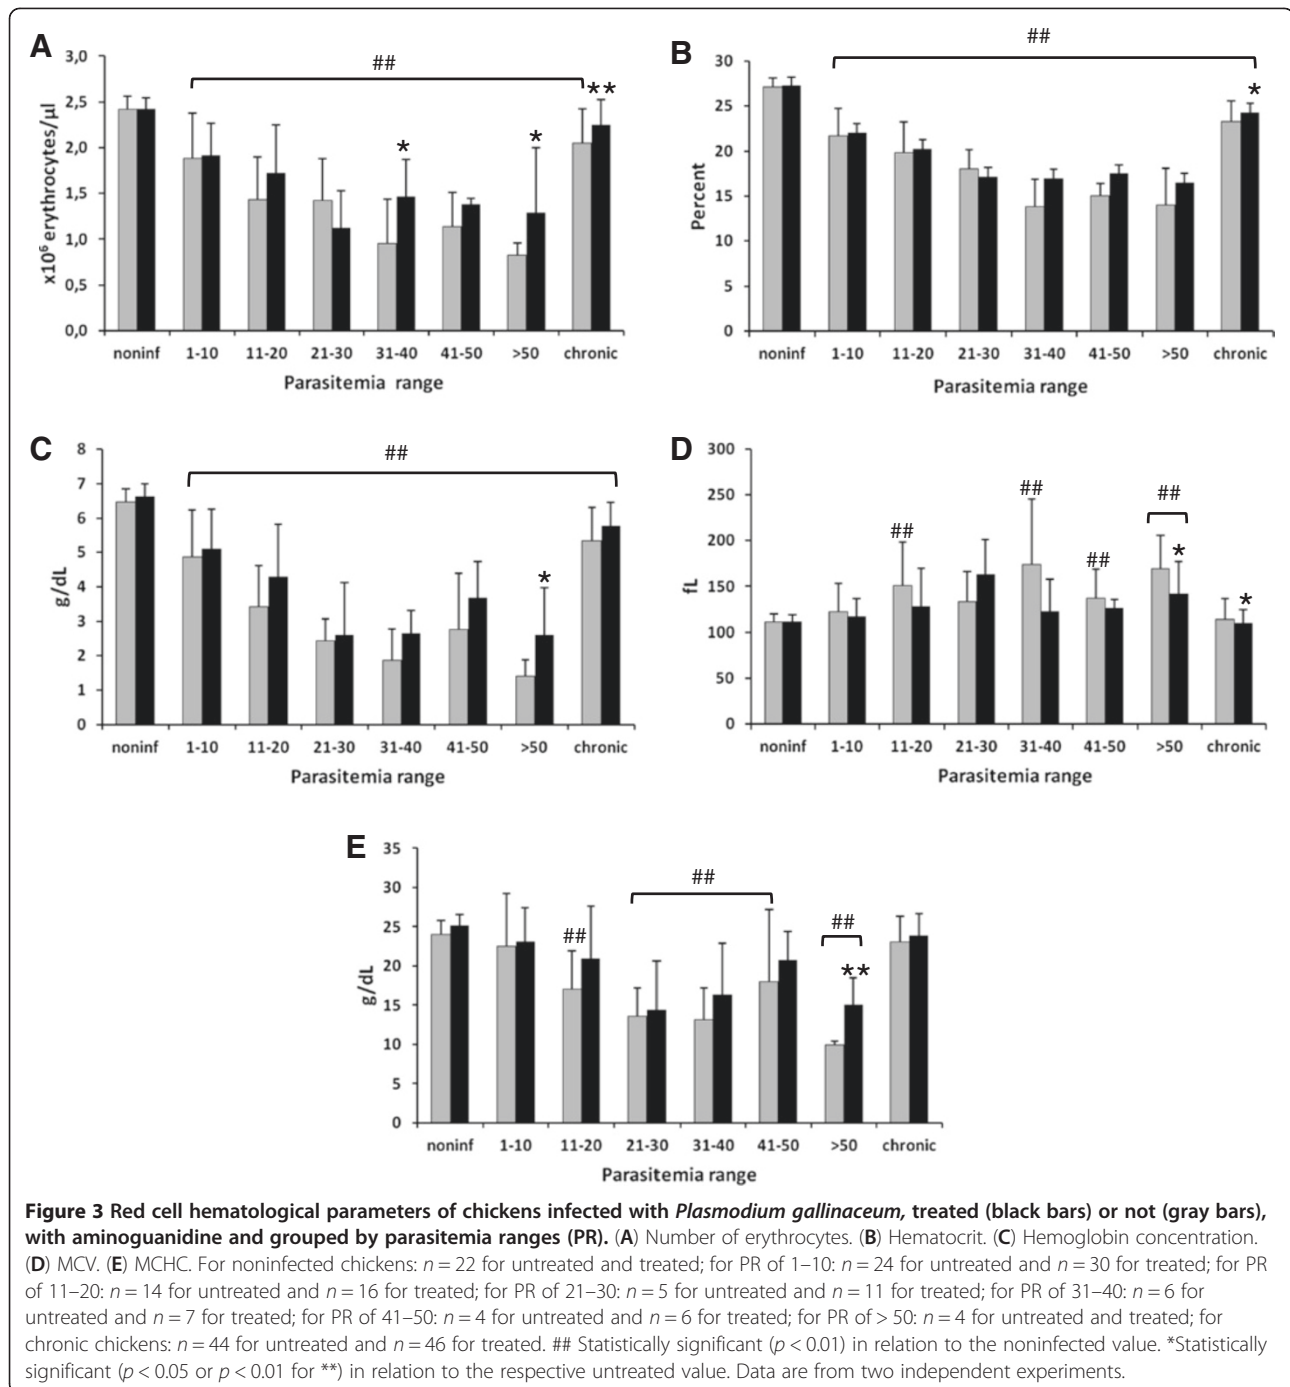 A
##
3,0
2,5
2,0
1,5
1,0
0,5
0,0
x10⁶ erythrocytes/µl
*
*
**
noninf 1-10 11-20 21-30 31-40 41-50 >50 chronic
Parasitemia range
B
##
30
25
20
15
10
5
0
Percent
*
noninf 1-10 11-20 21-30 31-40 41-50 >50 chronic
Parasitemia range
C
##
8
7
6
5
4
3
2
1
0
g/dL
*
noninf 1-10 11-20 21-30 31-40 41-50 >50 chronic
Parasitemia range
D
300
250
200
150
100
50
0
fL
##
##
##
##
*
*
noninf 1-10 11-20 21-30 31-40 41-50 >50 chronic
Parasitemia range
E
35
30
25
20
15
10
5
0
g/dL
##
##
##
**
noninf 1-10 11-20 21-30 31-40 41-50 >50 chronic
Parasitemia range
Figure 3 Red cell hematological parameters of chickens infected with Plasmodium gallinaceum, treated (black bars) or not (gray bars),
with aminoguanidine and grouped by parasitemia ranges (PR). (A) Number of erythrocytes. (B) Hematocrit. (C) Hemoglobin concentration.
(D) MCV. (E) MCHC. For noninfected chickens: n = 22 for untreated and treated; for PR of 1–10: n = 24 for untreated and n = 30 for treated; for PR
of 11–20: n = 14 for untreated and n = 16 for treated; for PR of 21–30: n = 5 for untreated and n = 11 for treated; for PR of 31–40: n = 6 for
untreated and n = 7 for treated; for PR of 41–50: n = 4 for untreated and n = 6 for treated; for PR of > 50: n = 4 for untreated and treated; for
chronic chickens: n = 44 for untreated and n = 46 for treated. ## Statistically significant (p < 0.01) in relation to the noninfected value. *Statistically
significant (p < 0.05 or p < 0.01 for **) in relation to the respective untreated value. Data are from two independent experiments.